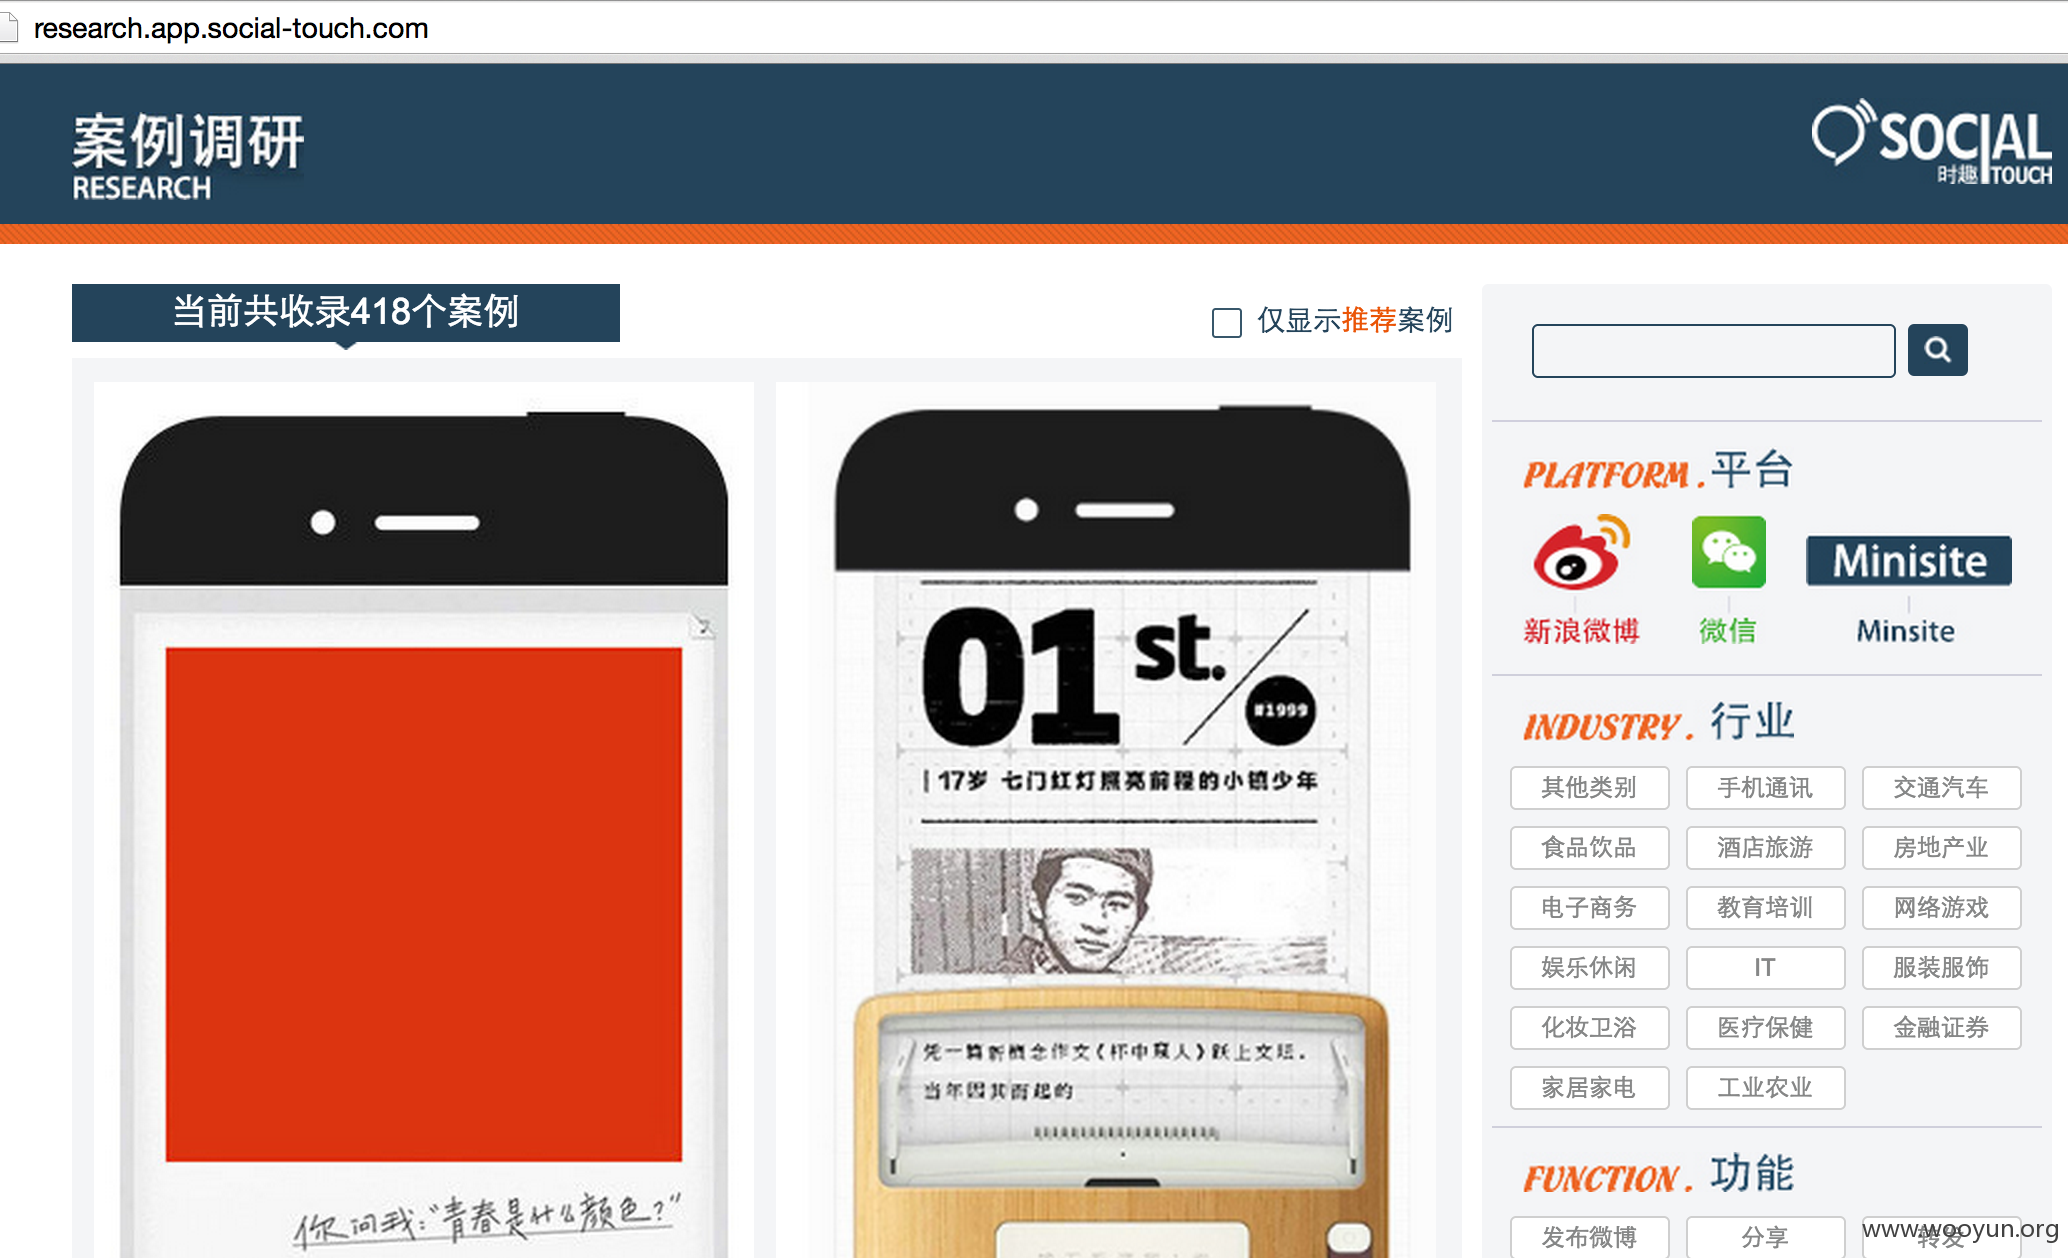 research.app.social-touch.com
案例调研
RESEARCH
SOCIAL
时趣 TOUCH
当前共收录418个案例
仅显示推荐案例
PLATFORM . 平台
Minisite
新浪微博
微信
Minsite
01 st.
#1999
17岁 七门红灯照亮前程的小镇少年
凭一篇新概念作文《杯中窥人》跃上文坛.
当年因其而起的
你问我:“青春是什么颜色?”
INDUSTRY . 行业
其他类别 手机通讯 交通汽车
食品饮品 酒店旅游 房地产业
电子商务 教育培训 网络游戏
娱乐休闲 IT 服装服饰
化妆卫浴 医疗保健 金融证券
家居家电 工业农业
FUNCTION . 功能
发布微博 分享 转发
www.wooyun.org